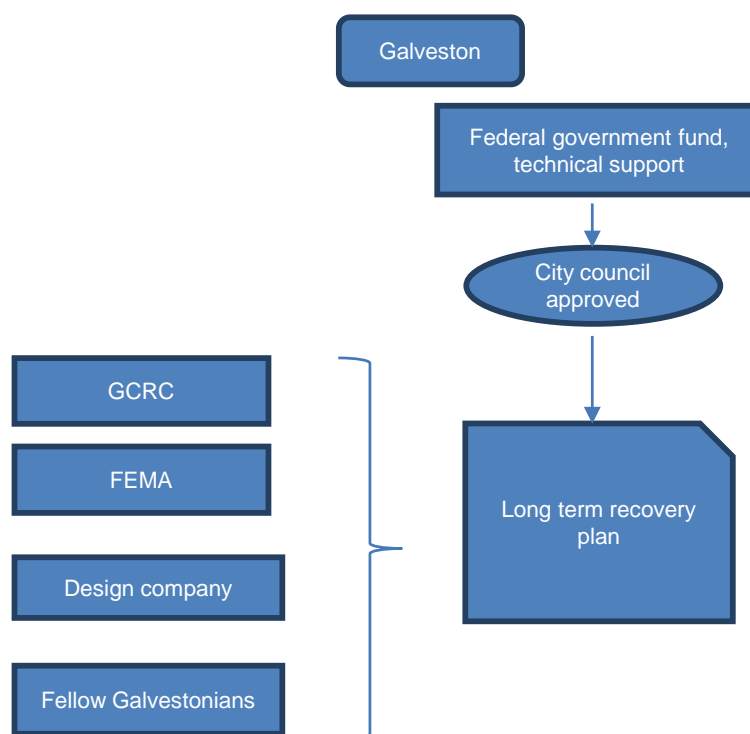 Galveston
Federal government fund,
technical support
City council
approved
GCRC
FEMA
Long term recovery
plan
Design company
Fellow Galvestonians